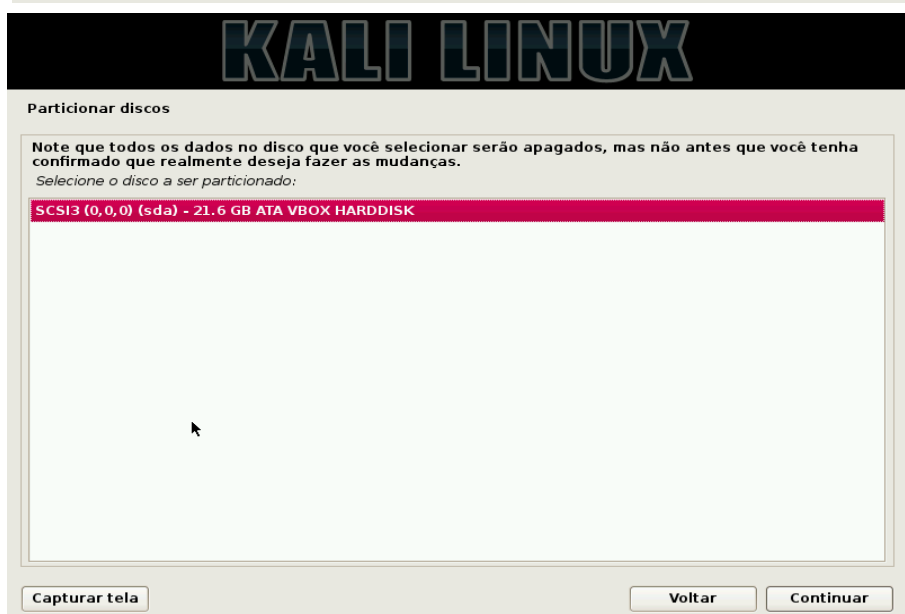 KALI LINUX
Particionar discos
Note que todos os dados no disco que você selecionar serão apagados, mas não antes que você tenha
confirmado que realmente deseja fazer as mudanças.
Selecione o disco a ser particionado:
SCSI3 (0,0,0) (sda) - 21.6 GB ATA VBOX HARDDISK
Capturar tela
Voltar
Continuar